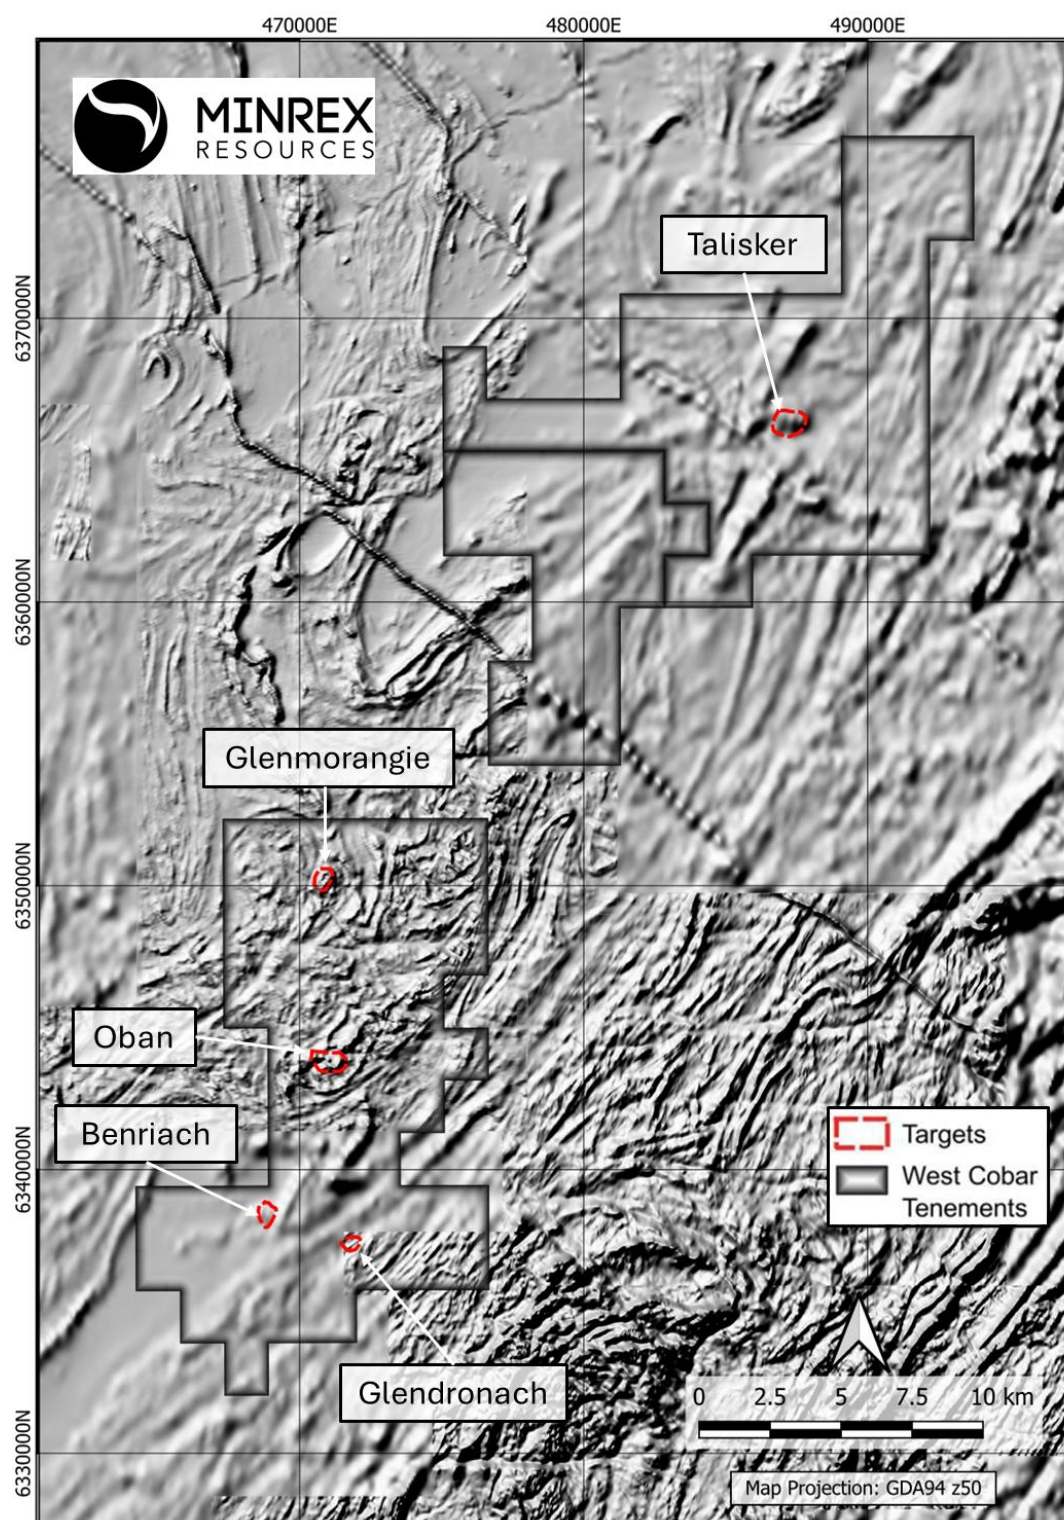 470000E 480000E 490000E
MINREX
RESOURCES
Talisker
6370000N
6360000N
Glenmorangie
6350000N
Oban
Benriach
Targets
West Cobar
Tenements
6340000N
Glendronach
0 2.5 5 7.5 10 km
6330000N
Map Projection: GDA94 z50